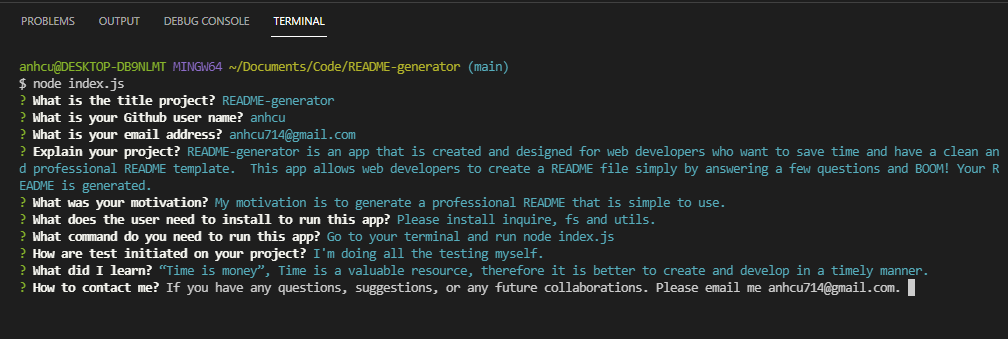 PROBLEMS OUTPUT DEBUG CONSOLE TERMINAL
anhcu@DESKTOP-DB9NLMT MINGW64 ~/Documents/Code/README-generator (main)
$ node index.js
? What is the title project? README-generator
? What is your Github user name? anhcu
? What is your email address? anhcu714@gmail.com
? Explain your project? README-generator is an app that is created and designed for web developers who want to save time and have a clean an
d professional README template.  This app allows web developers to create a README file simply by answering a few questions and BOOM! Your R
EADME is generated.
? What was your motivation? My motivation is to generate a professional README that is simple to use.
? What does the user need to install to run this app? Please install inquire, fs and utils.
? What command do you need to run this app? Go to your terminal and run node index.js
? How are test initiated on your project? I'm doing all the testing myself.
? What did I learn? “Time is money”, Time is a valuable resource, therefore it is better to create and develop in a timely manner.
? How to contact me? If you have any questions, suggestions, or any future collaborations. Please email me anhcu714@gmail.com.